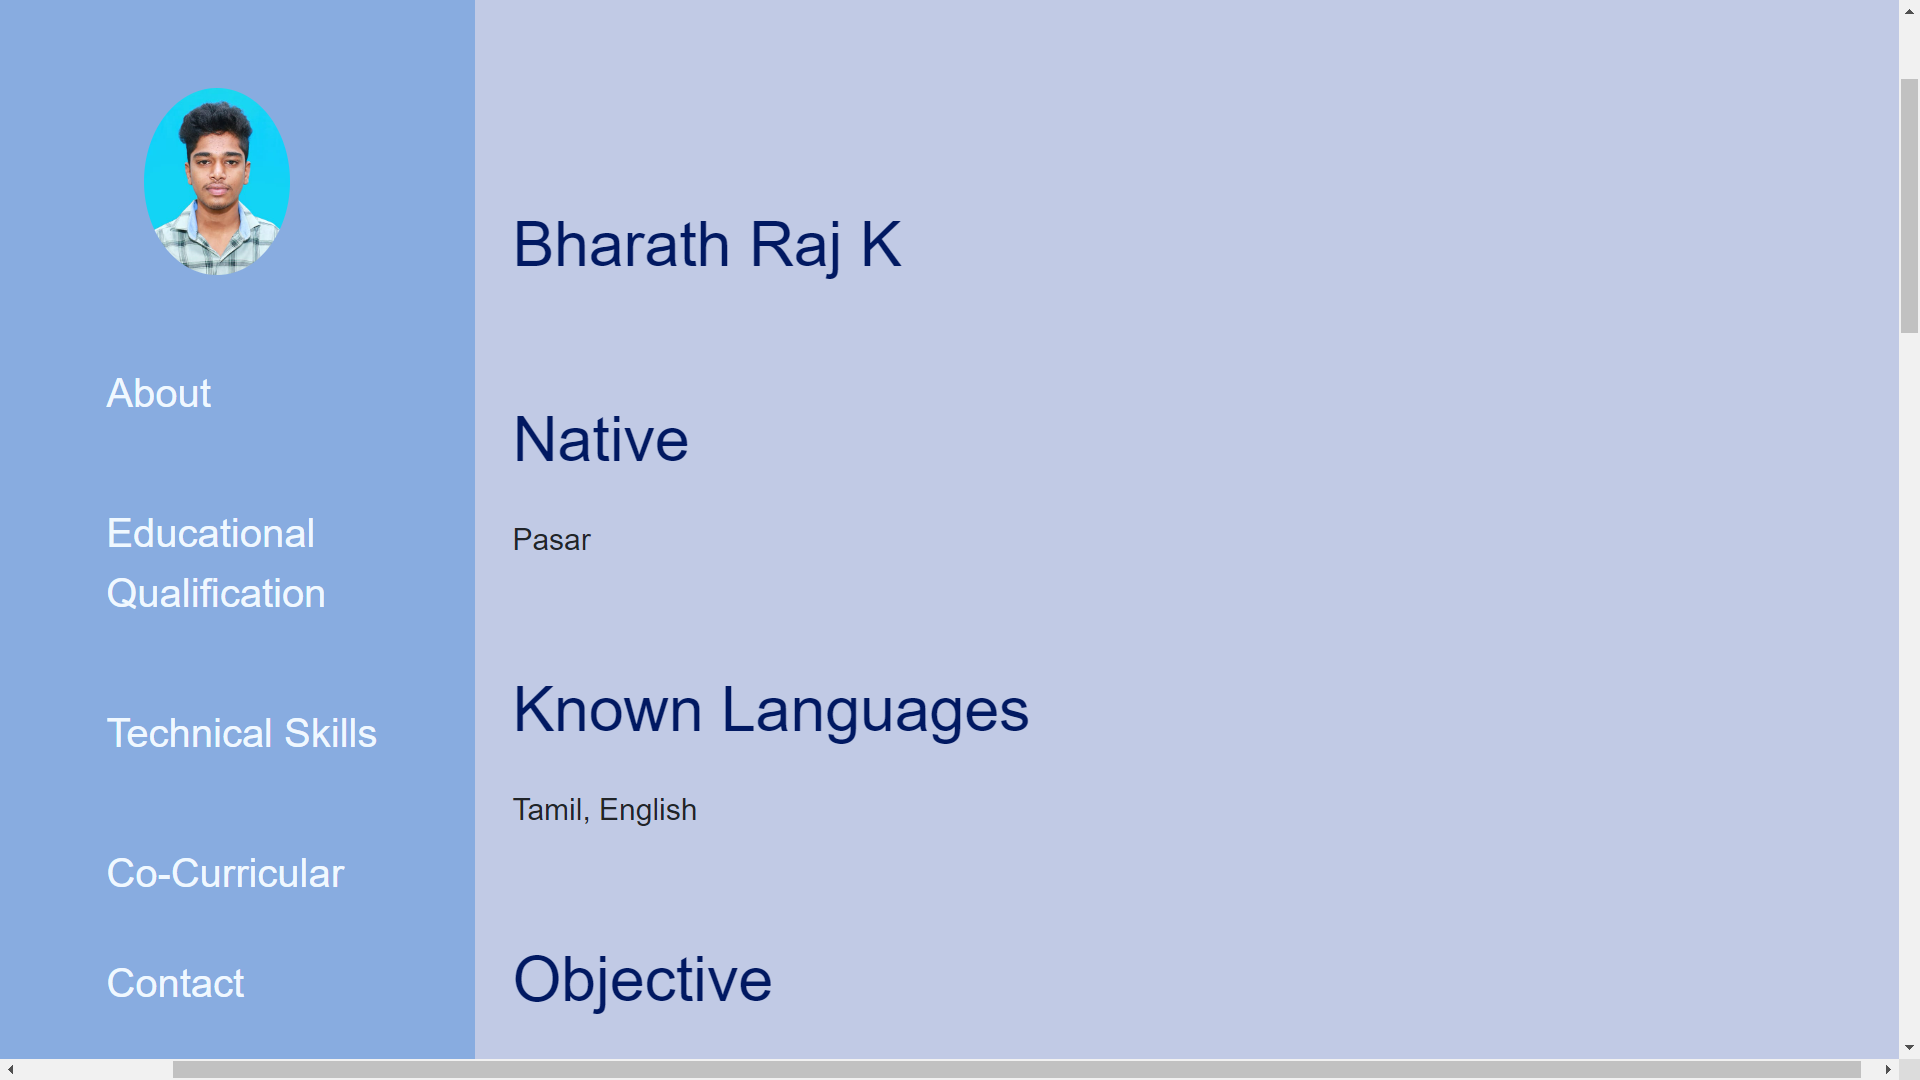 About
Educational
Qualification
Technical Skills
Co-Curricular
Contact
Bharath Raj K
Native
Pasar
Known Languages
Tamil, English
Objective